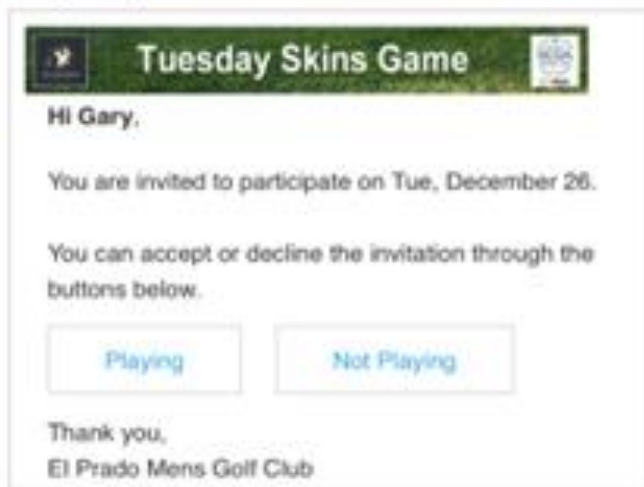 Tuesday Skins Game
Hi Gary,
You are invited to participate on Tue, December 26.
You can accept or decline the invitation through the
buttons below.
Playing
Not Playing
Thank you,
El Prado Mens Golf Club